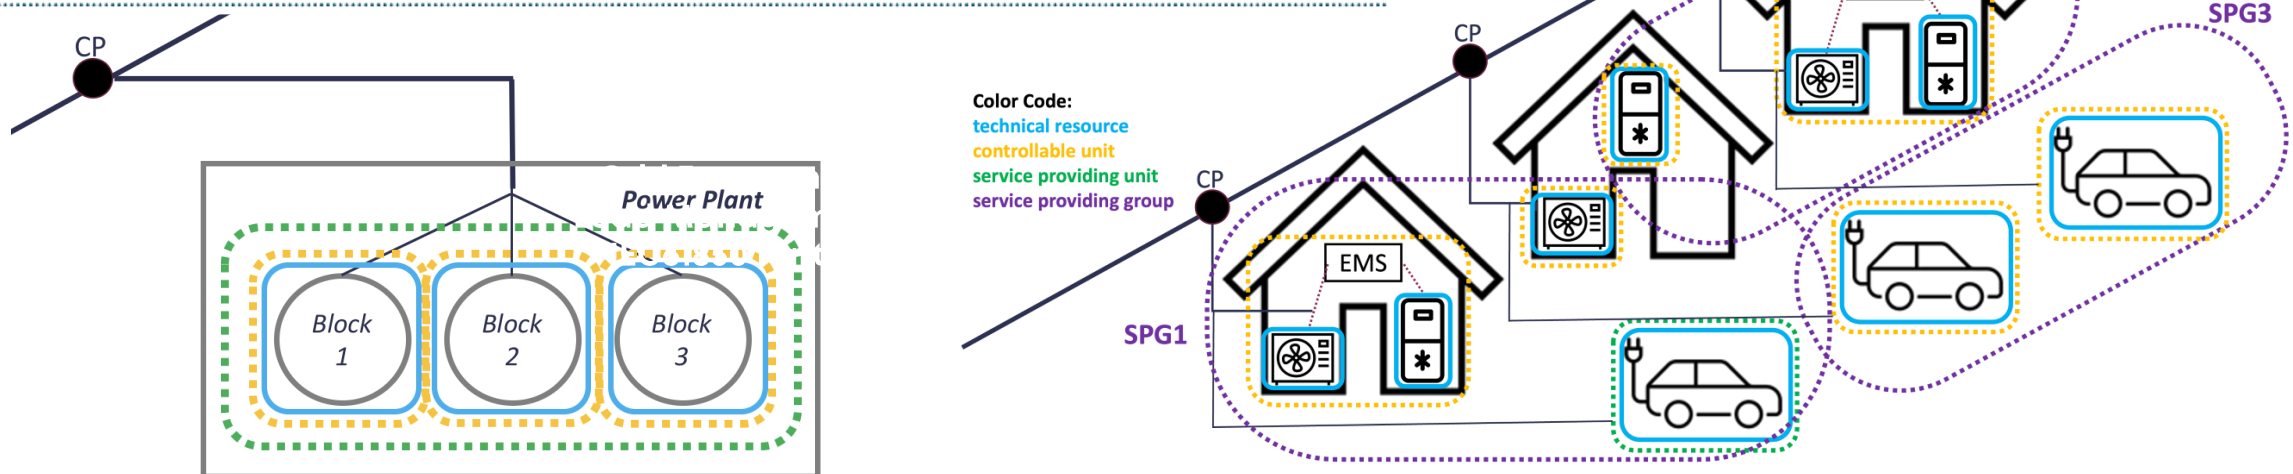 CP
Power Plant
Block
1
Block
2
Block
3
Color Code:
technical resource
controllable unit
service providing unit
service providing group
CP
CP
SPG3
EMS
SPG1